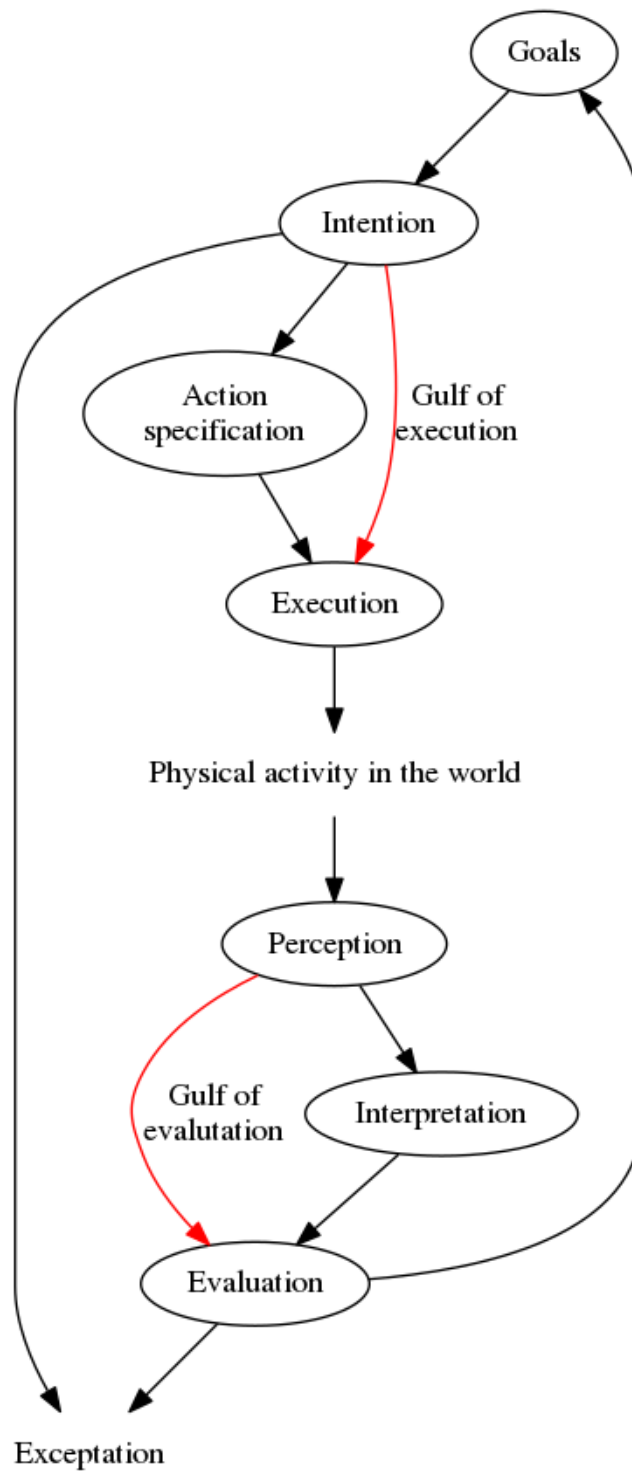 Goals
Intention
Action
specification
Gulf of
execution
Execution
Physical activity in the world
Perception
Gulf of
evalutation
Interpretation
Evaluation
Exceptation